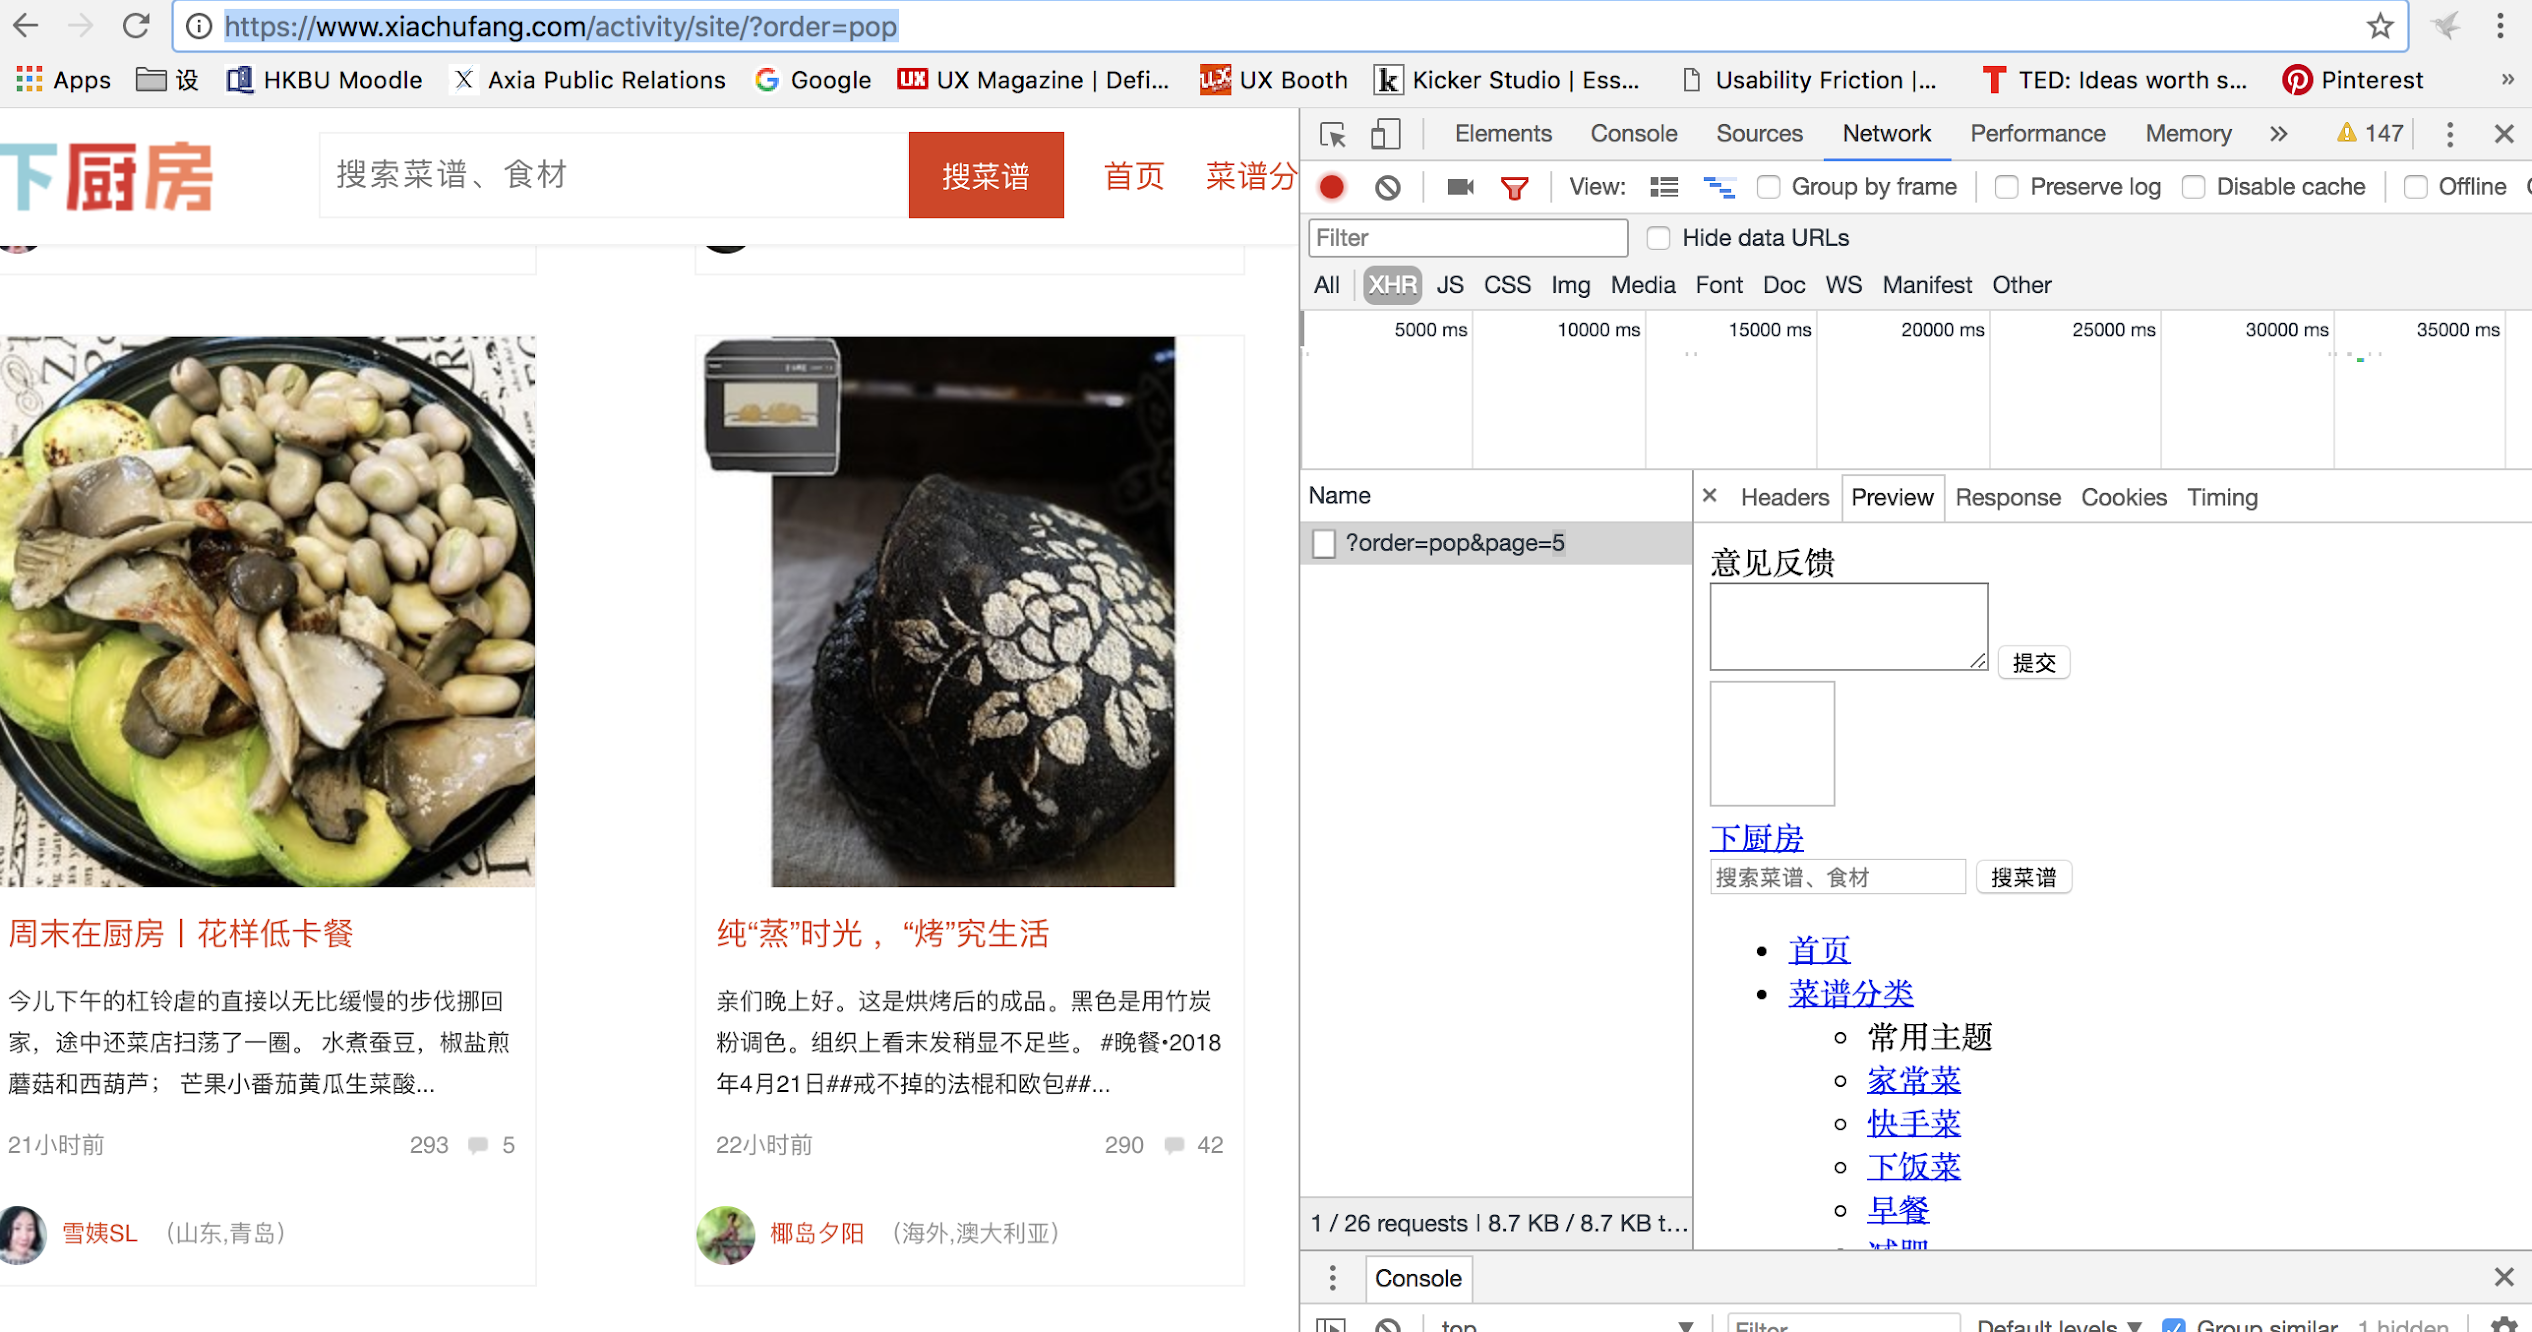 https://www.xiachufang.com/activity/site/?order=pop
Apps 设 HKBU Moodle X Axia Public Relations Google UX UX Magazine | Defi... UX UX Booth k Kicker Studio | Ess... Usability Friction |... T TED: Ideas worth s... Pinterest »
下厨房
搜索菜谱、食材
搜菜谱
首页
菜谱分
周末在厨房丨花样低卡餐
今儿下午的杠铃虐的直接以无比缓慢的步伐挪回
家，途中还菜店扫荡了一圈。 水煮蚕豆，椒盐煎
蘑菇和西葫芦； 芒果小番茄黄瓜生菜酸...
21小时前 293 5
雪姨SL （山东,青岛）
纯“蒸”时光 ，“烤”究生活
亲们晚上好。这是烘烤后的成品。黑色是用竹炭
粉调色。组织上看末发稍显不足些。 #晚餐•2018
年4月21日##戒不掉的法棍和欧包##...
22小时前 290 42
椰岛夕阳 （海外,澳大利亚）
Elements Console Sources Network Performance Memory » 147
View: Group by frame Preserve log Disable cache Offline
Filter Hide data URLs
All XHR JS CSS Img Media Font Doc WS Manifest Other
5000 ms 10000 ms 15000 ms 20000 ms 25000 ms 30000 ms 35000 ms
Name
?order=pop&page=5
1 / 26 requests | 8.7 KB / 8.7 KB t...
× Headers Preview Response Cookies Timing
意见反馈
提交
下厨房
搜索菜谱、食材 搜菜谱
首页
菜谱分类
常用主题
家常菜
快手菜
下饭菜
早餐
减肥
Console
top Filter Default levels ▼ Group similar 1 hidden